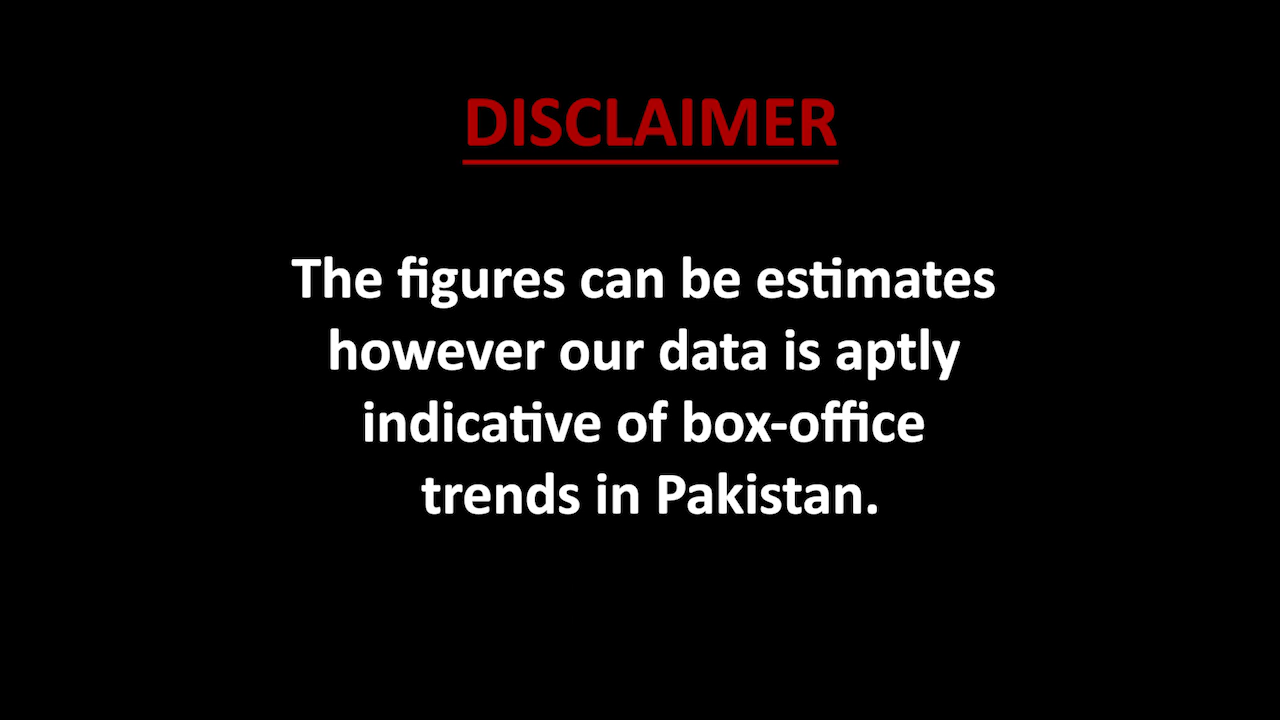 DISCLAIMER
The figures can be estimates
however our data is aptly
indicative of box-office
trends in Pakistan.